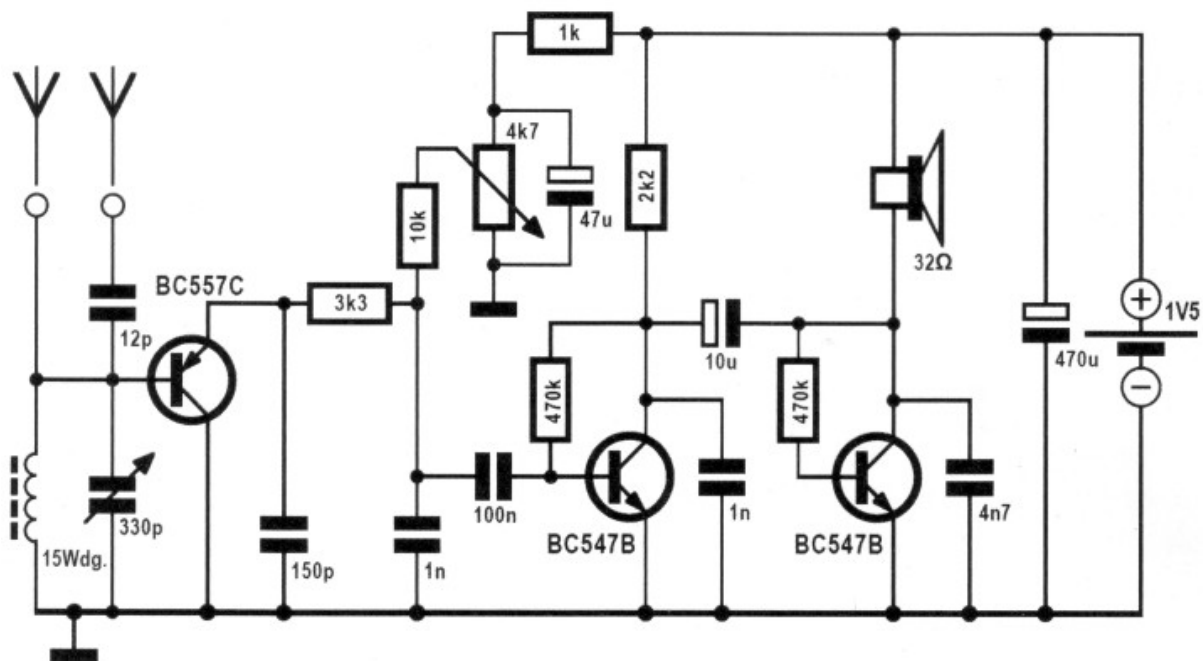 1k
4k7
10k
47u
2k2
32Ω
BC557C
12p
3k3
1V5
+
10u
470u
−
470k
470k
330p
100n
1n
4n7
15Wdg.
BC547B
BC547B
150p
1n